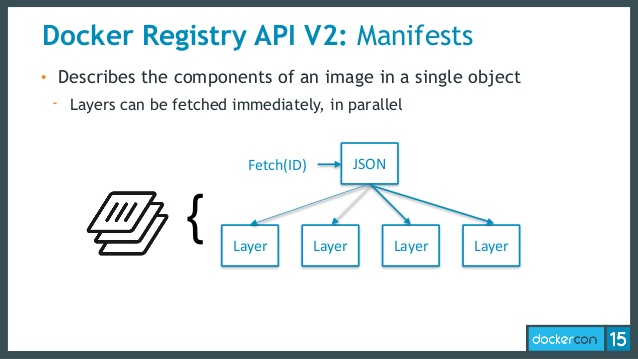 Docker Registry API V2: Manifests
• Describes the components of an image in a single object
- Layers can be fetched immediately, in parallel
Fetch(ID) JSON
{
Layer Layer Layer Layer
dockercon 15